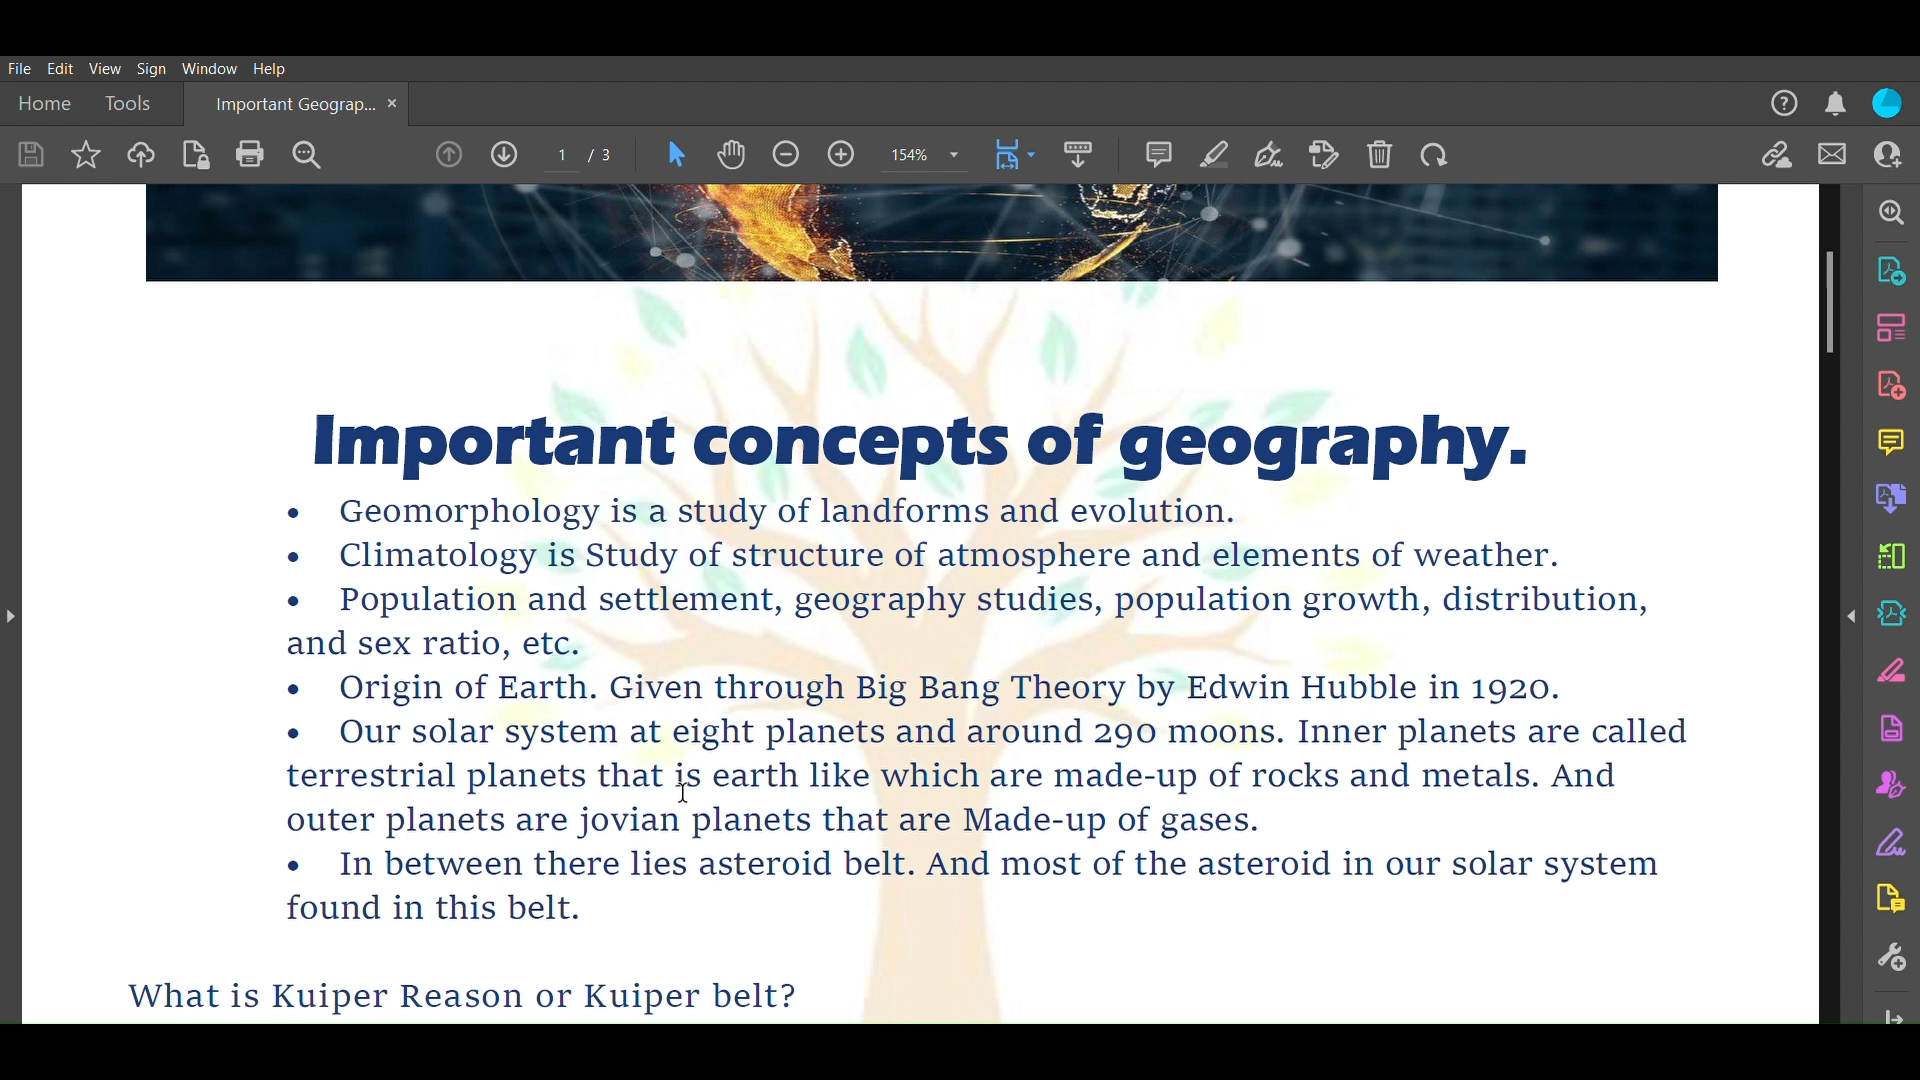 File Edit View Sign Window Help
Home Tools Important Geograp... ×
1 / 3 154%
Important concepts of geography.
• Geomorphology is a study of landforms and evolution.
• Climatology is Study of structure of atmosphere and elements of weather.
• Population and settlement, geography studies, population growth, distribution,
and sex ratio, etc.
• Origin of Earth. Given through Big Bang Theory by Edwin Hubble in 1920.
• Our solar system at eight planets and around 290 moons. Inner planets are called
terrestrial planets that is earth like which are made-up of rocks and metals. And
outer planets are jovian planets that are Made-up of gases.
• In between there lies asteroid belt. And most of the asteroid in our solar system
found in this belt.
What is Kuiper Reason or Kuiper belt?